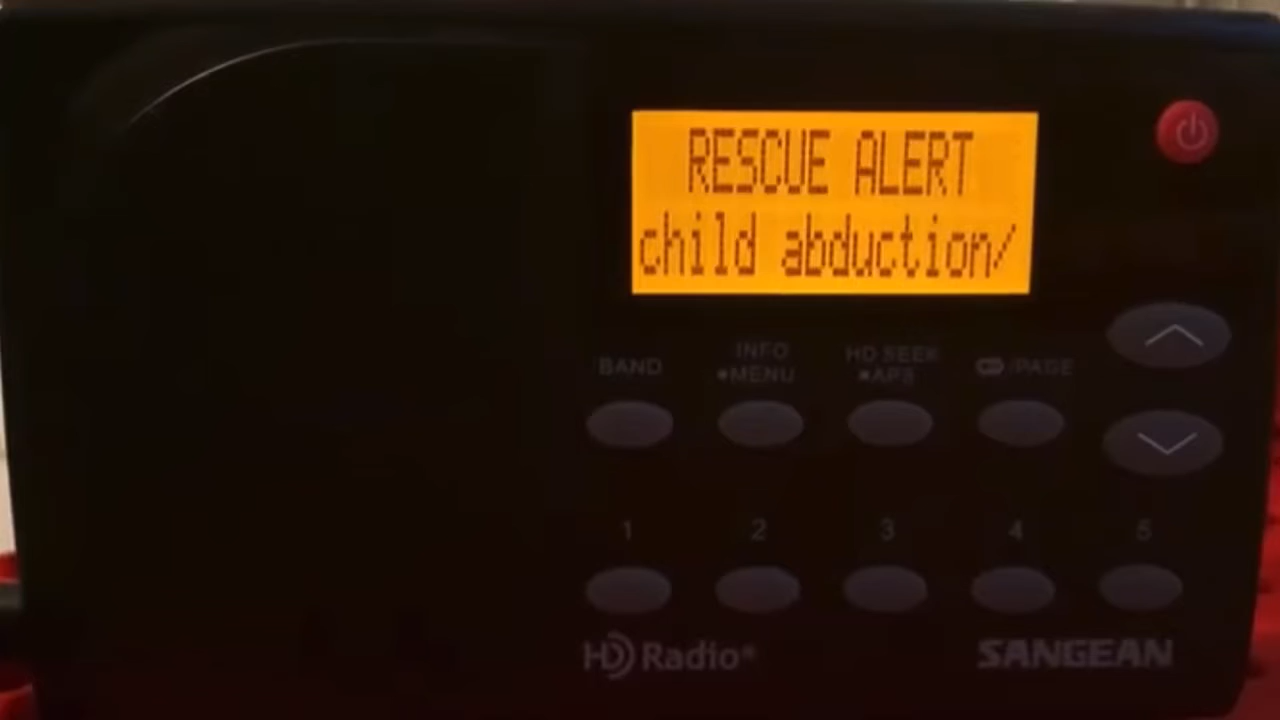 RESCUE ALERT
child abduction/
BAND
INFO
•MENU
HD SEEK
•APS
/PAGE
1 2 3 4 5
HD Radio®
SANGEAN